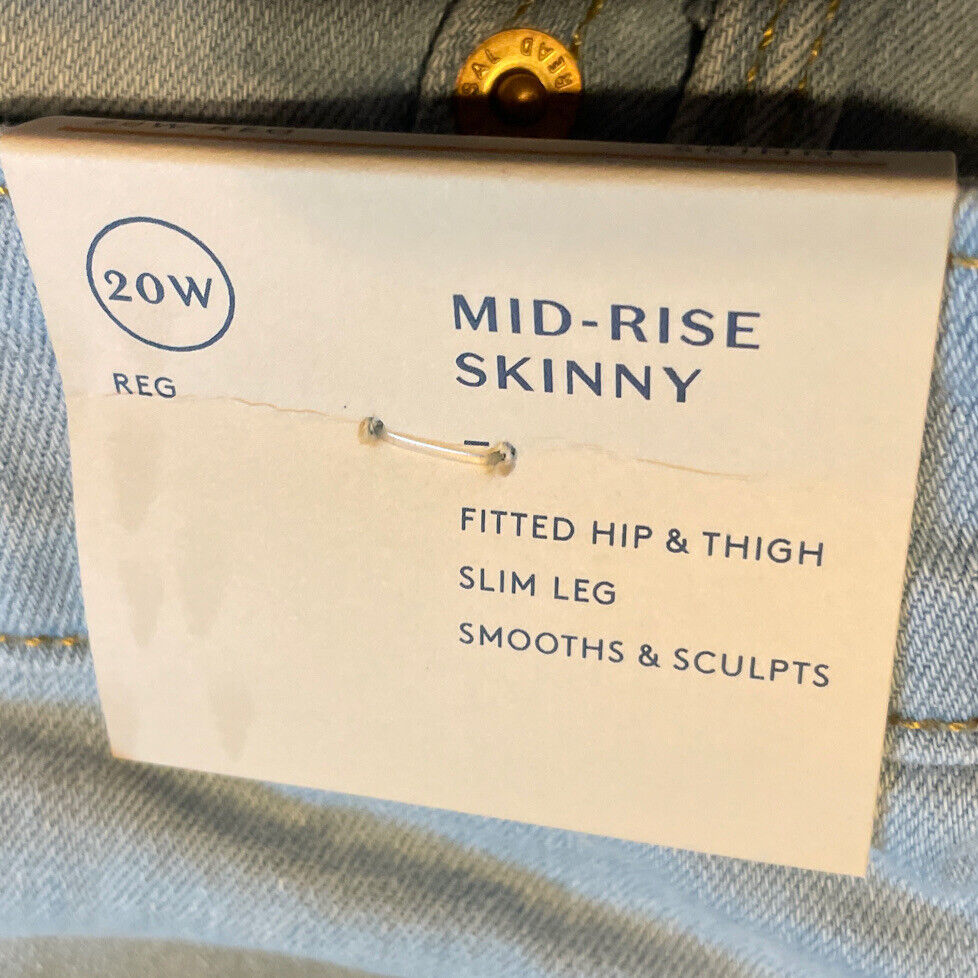 20W
REG
MID-RISE
SKINNY
–
FITTED HIP & THIGH
SLIM LEG
SMOOTHS & SCULPTS